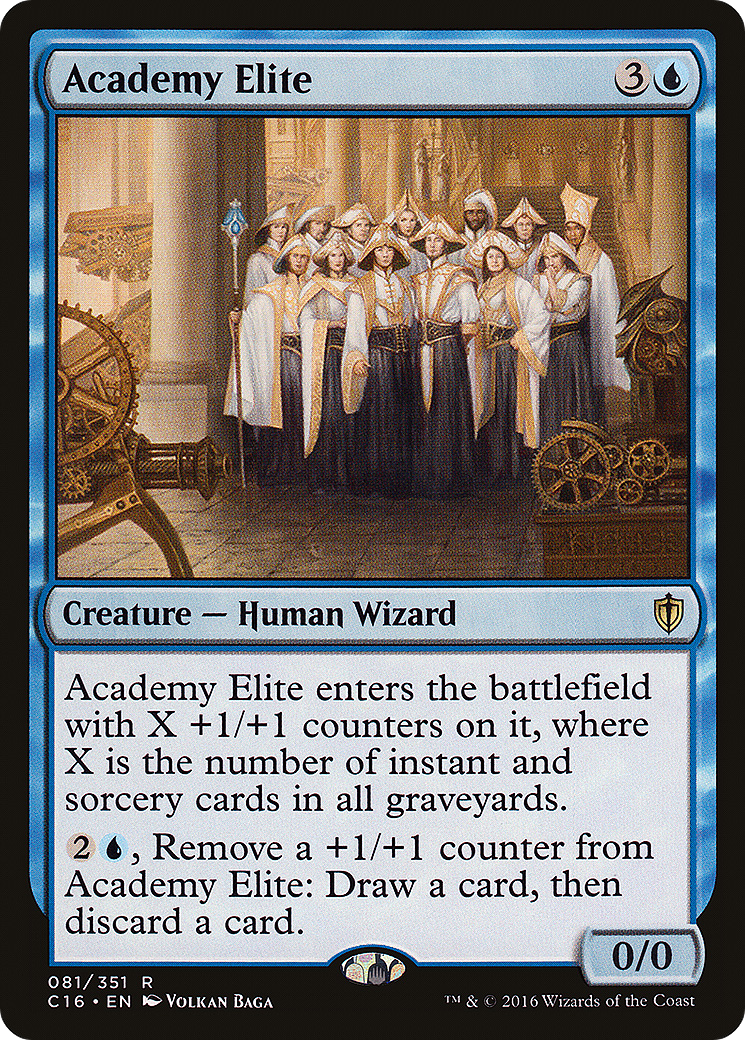 Academy Elite 3
Creature — Human Wizard
Academy Elite enters the battlefield
with X +1/+1 counters on it, where
X is the number of instant and
sorcery cards in all graveyards.
2, Remove a +1/+1 counter from
Academy Elite: Draw a card, then
discard a card.
0/0
081/351 R
C16 • EN Volkan Baga
™ & © 2016 Wizards of the Coast